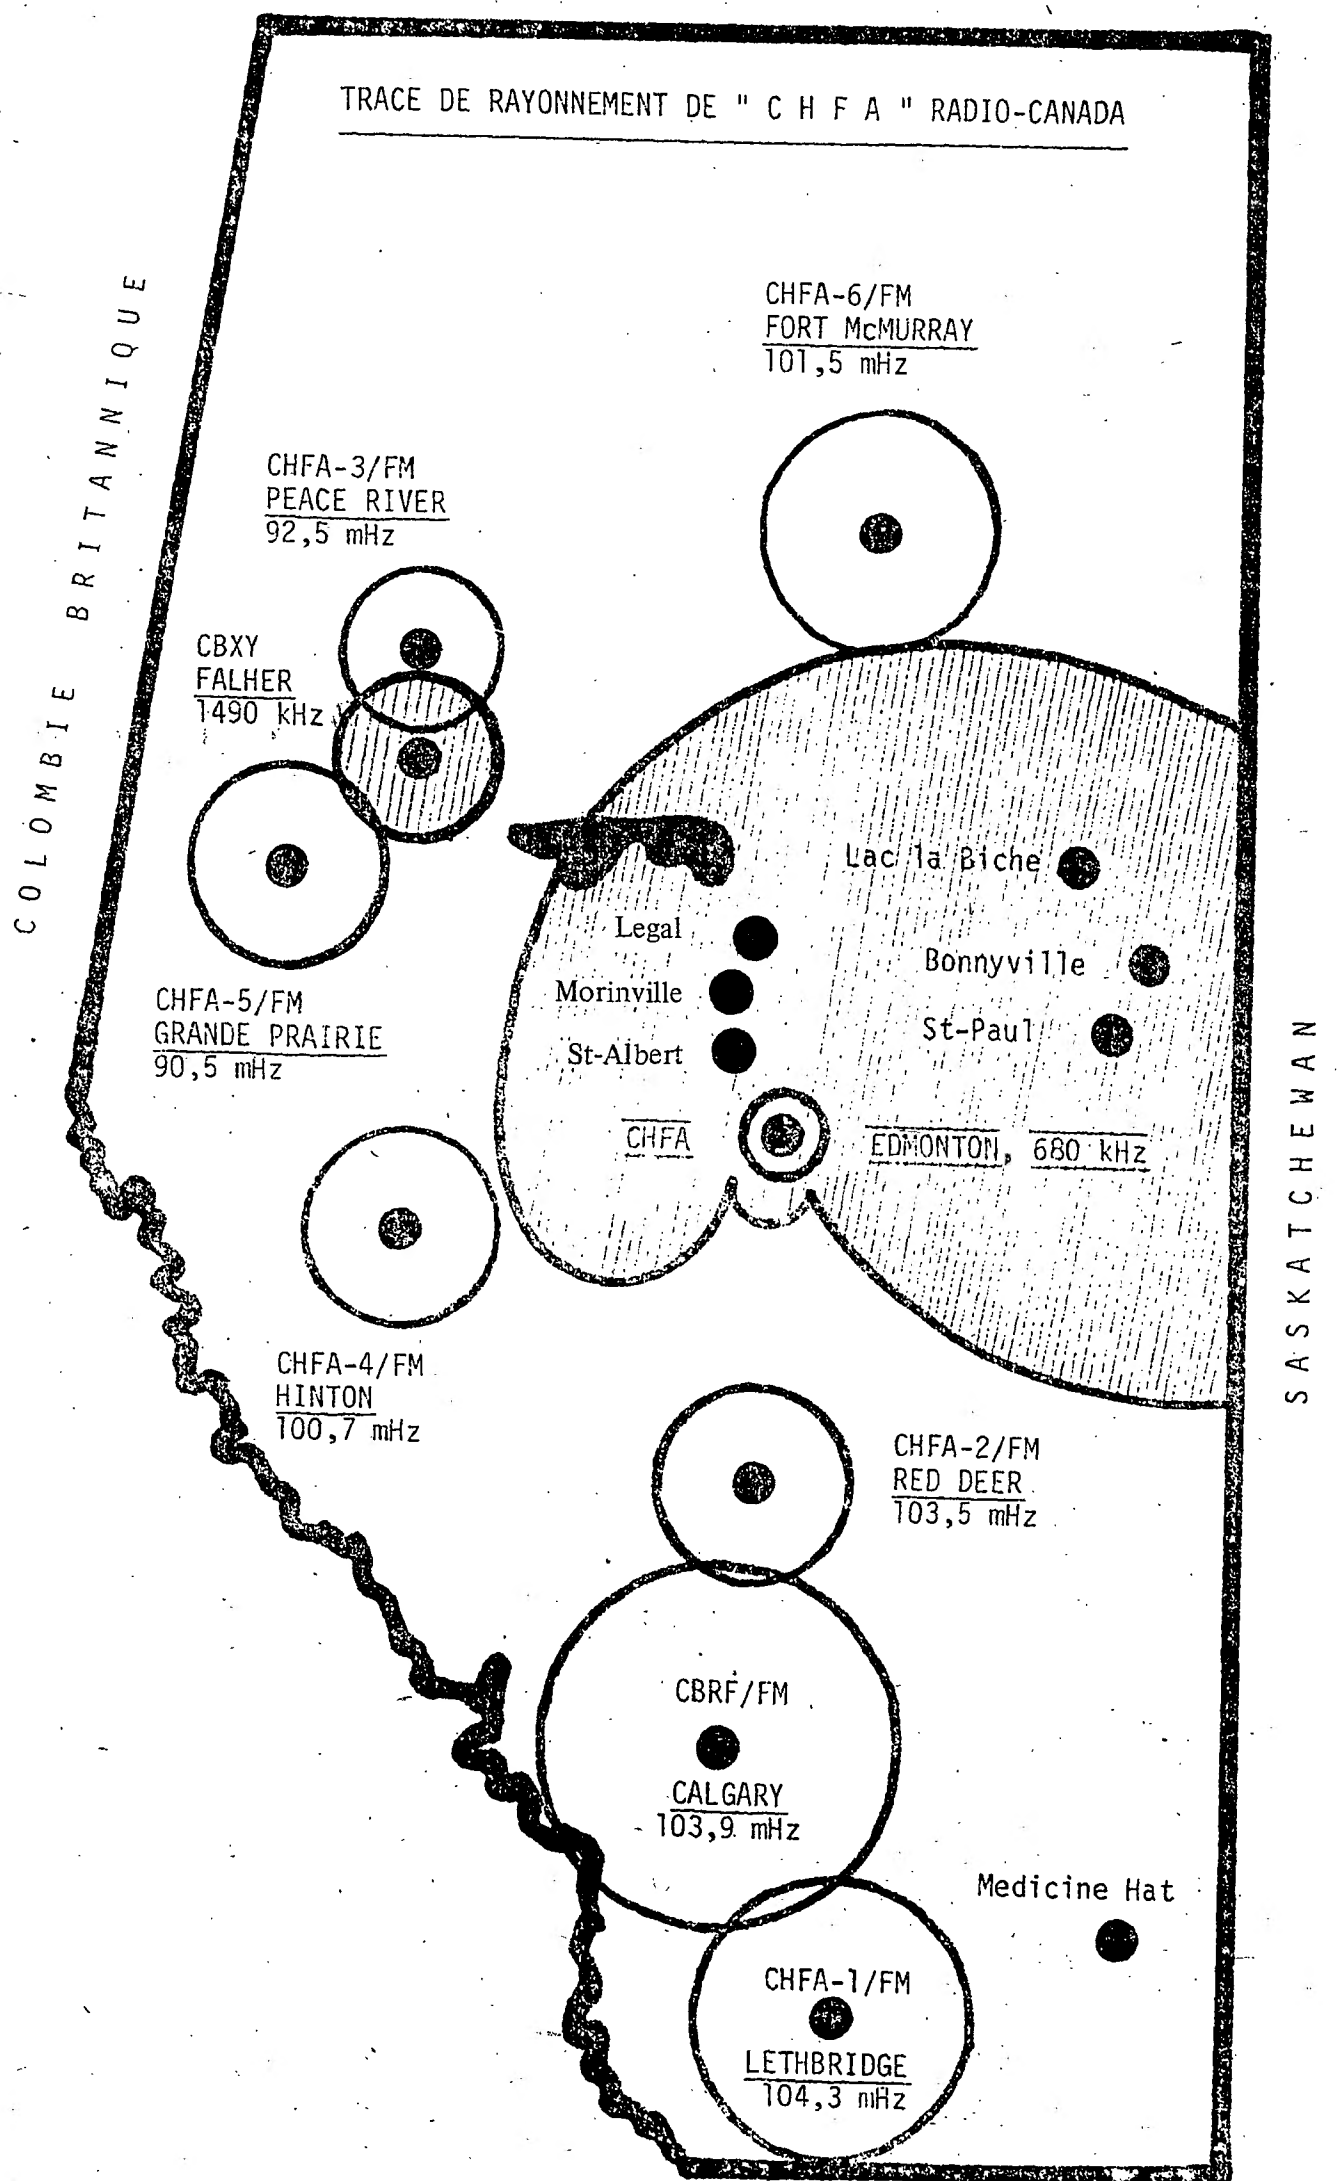 TRACE DE RAYONNEMENT DE " C H F A " RADIO-CANADA
COLOMBIE BRITANNIQUE
CHFA-6/FM
FORT McMURRAY
101,5 mHz
CHFA-3/FM
PEACE RIVER
92,5 mHz
CBXY
FALHER
1490 kHz
Lac la Biche
Legal
Bonnyville
Morinville
St-Paul
St-Albert
CHFA
EDMONTON, 680 kHz
CHFA-5/FM
GRANDE PRAIRIE
90,5 mHz
SASKATCHEWAN
CHFA-4/FM
HINTON
100,7 mHz
CHFA-2/FM
RED DEER
103,5 mHz
CBRF/FM
CALGARY
103,9 mHz
Medicine Hat
CHFA-1/FM
LETHBRIDGE
104,3 mHz